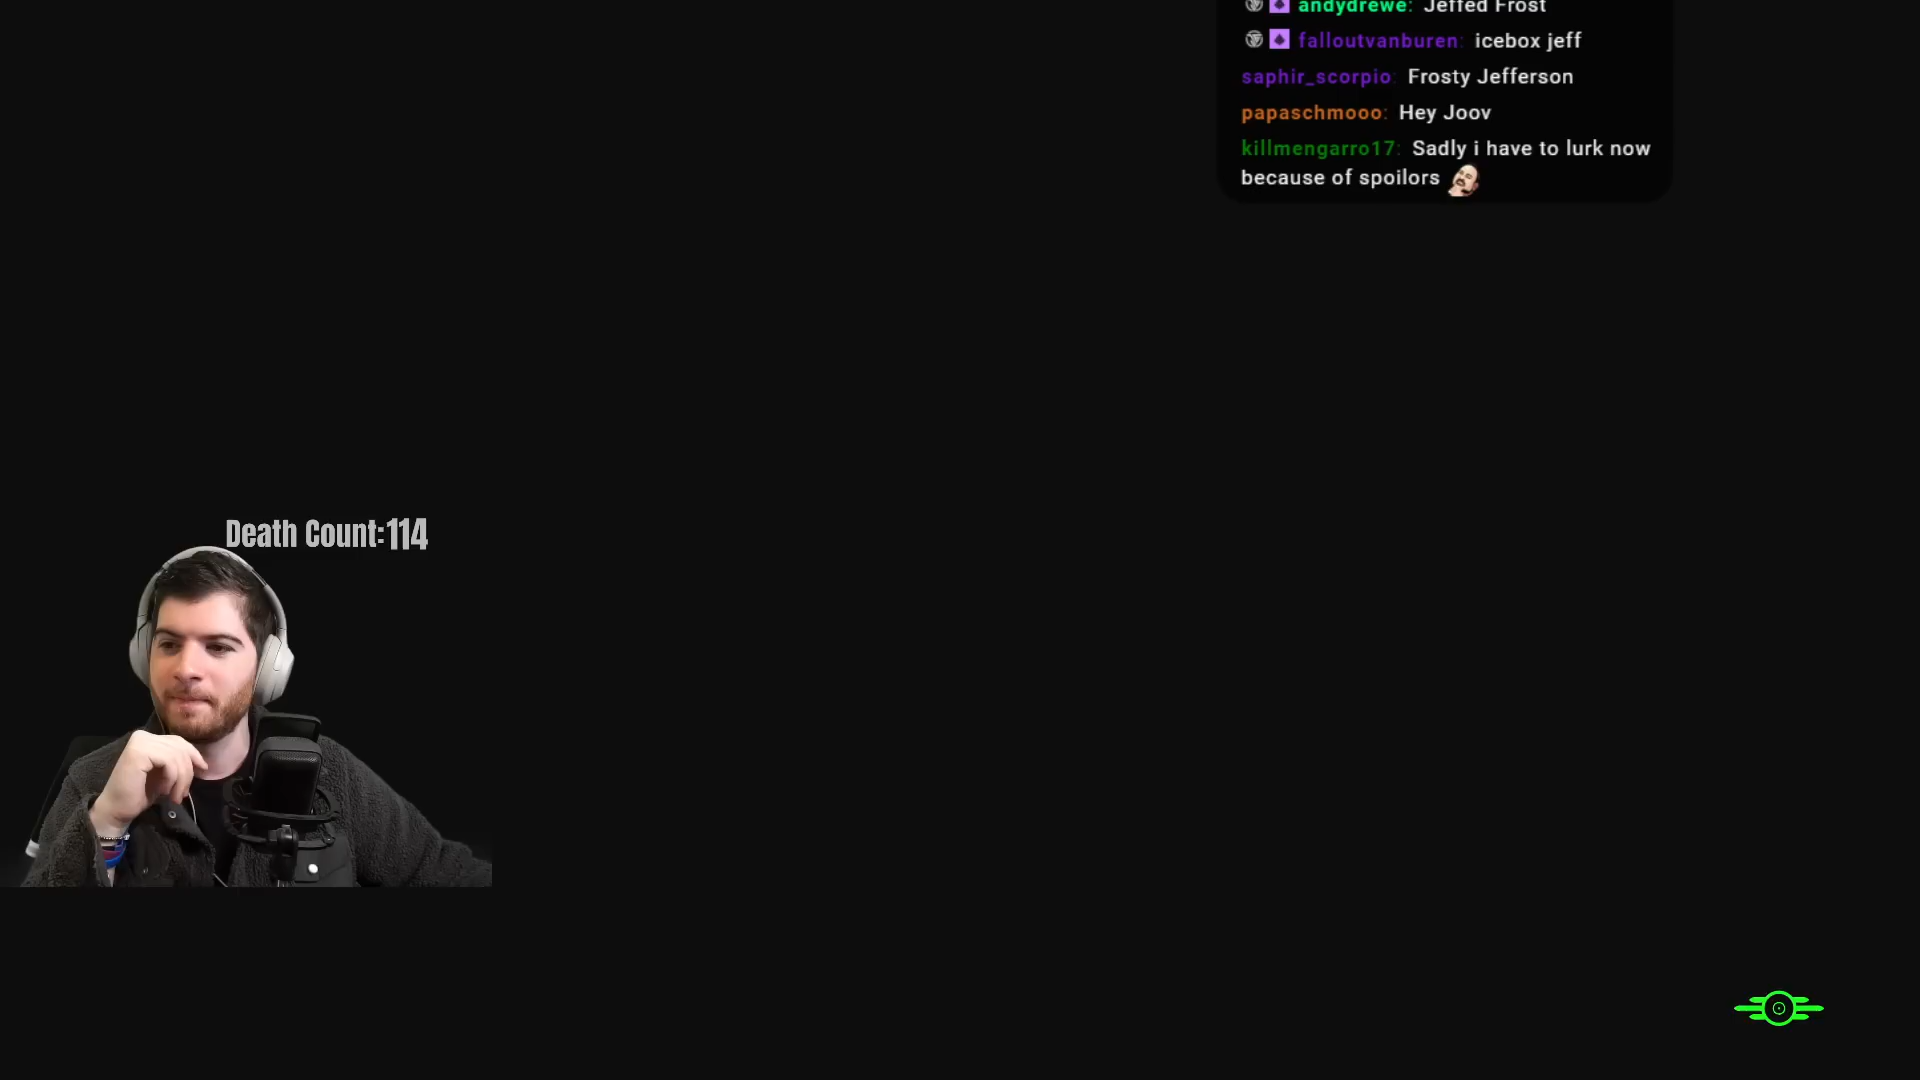 andydrewe: Jeffed Frost
falloutvanburen: icebox jeff
saphir_scorpio: Frosty Jefferson
papaschmooo: Hey Joov
killmengarro17: Sadly i have to lurk now
because of spoilors
Death Count:114